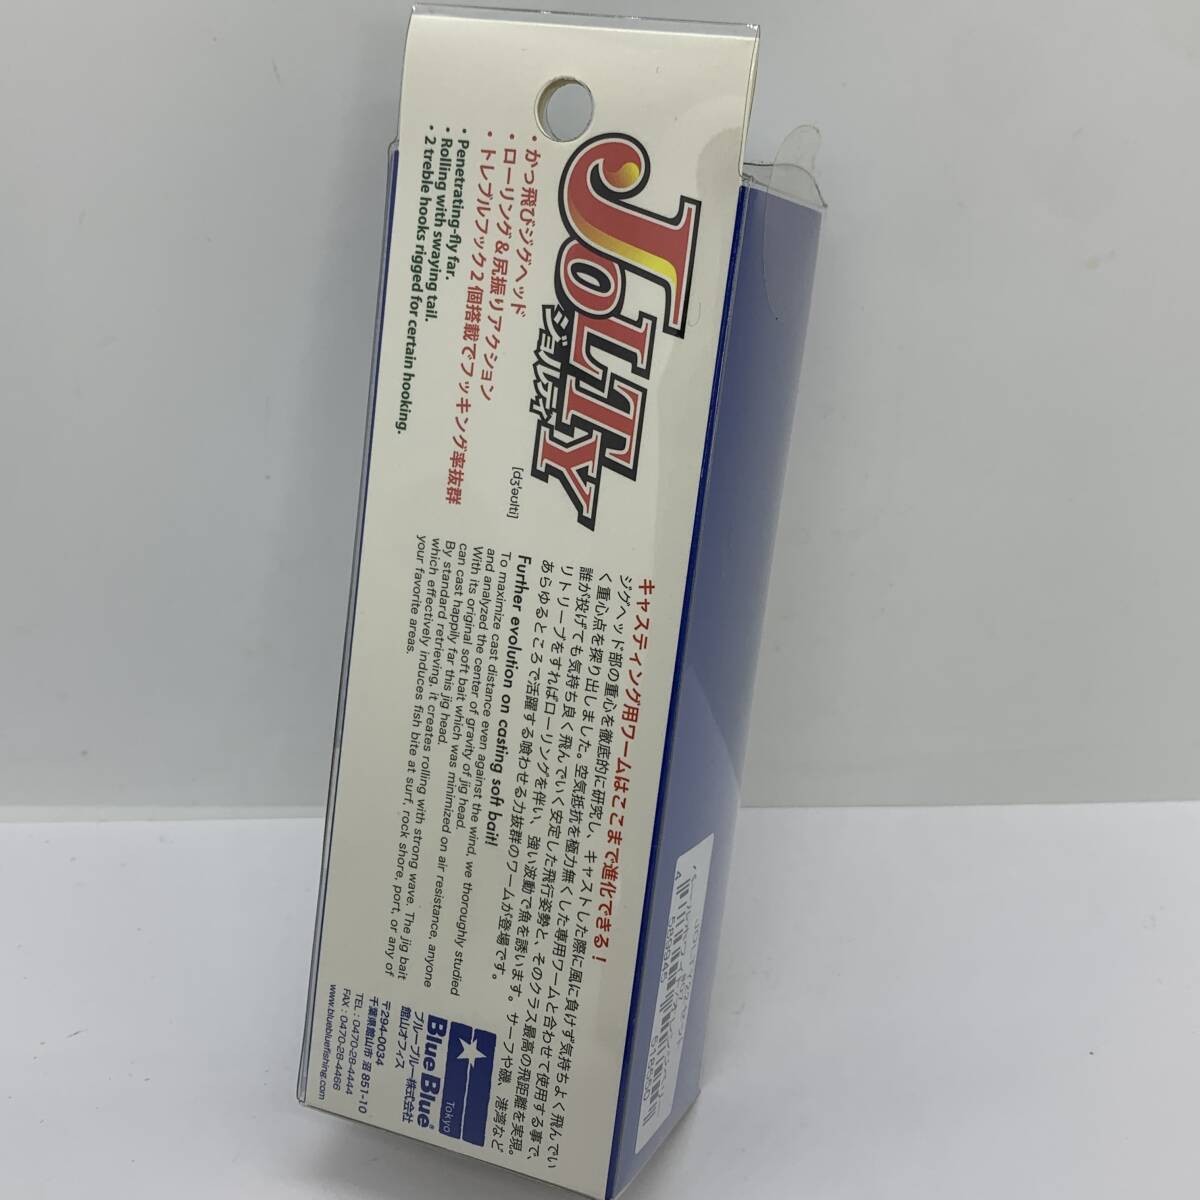 JOLTY
ジョルティ
[dʒˈəʊlti]
・かっ飛びジグヘッド
・ローリング＆尻振りアクション
・トレブルフック2個搭載でフッキング率抜群
・Penetrating-fly far.
・Rolling with swaying tail.
・2 treble hooks rigged for certain hooking.
キャスティング用ワームはここまで進化できる！
ジグヘッド部の重心を徹底的に研究し、キャストした際に風に負けず気持ちよく飛んでい
く重心点を探り出しました。空気抵抗を極力無くした専用ワームと合わせて使用する事で、
誰が投げても気持ち良く飛んでいく安定した飛行姿勢と、そのクラス最高の飛距離を実現。
リトリーブをすればローリングを伴い、強い波動で魚を誘います。サーフや磯、港湾など
あらゆるところで活躍する喰わせる力抜群のワームが登場です。
Further evolution on casting soft bait!
To maximize cast distance even against the wind, we thoroughly studied
and analyzed the center of gravity of jig head.
With its original soft bait which was minimized on air resistance, anyone
can cast happily far this jig head.
By standard retrieving, it creates rolling with strong wave. The jig bait
which effectively induces fish bite at surf, rock shore, port, or any of
your favorite areas.
Tokyo
Blue Blue®
ブルーブルー株式会社
館山オフィス
〒294-0034
千葉県館山市 沼 851-10
TEL : 0470-28-4444
FAX : 0470-28-4466
www.bluebluefishing.com